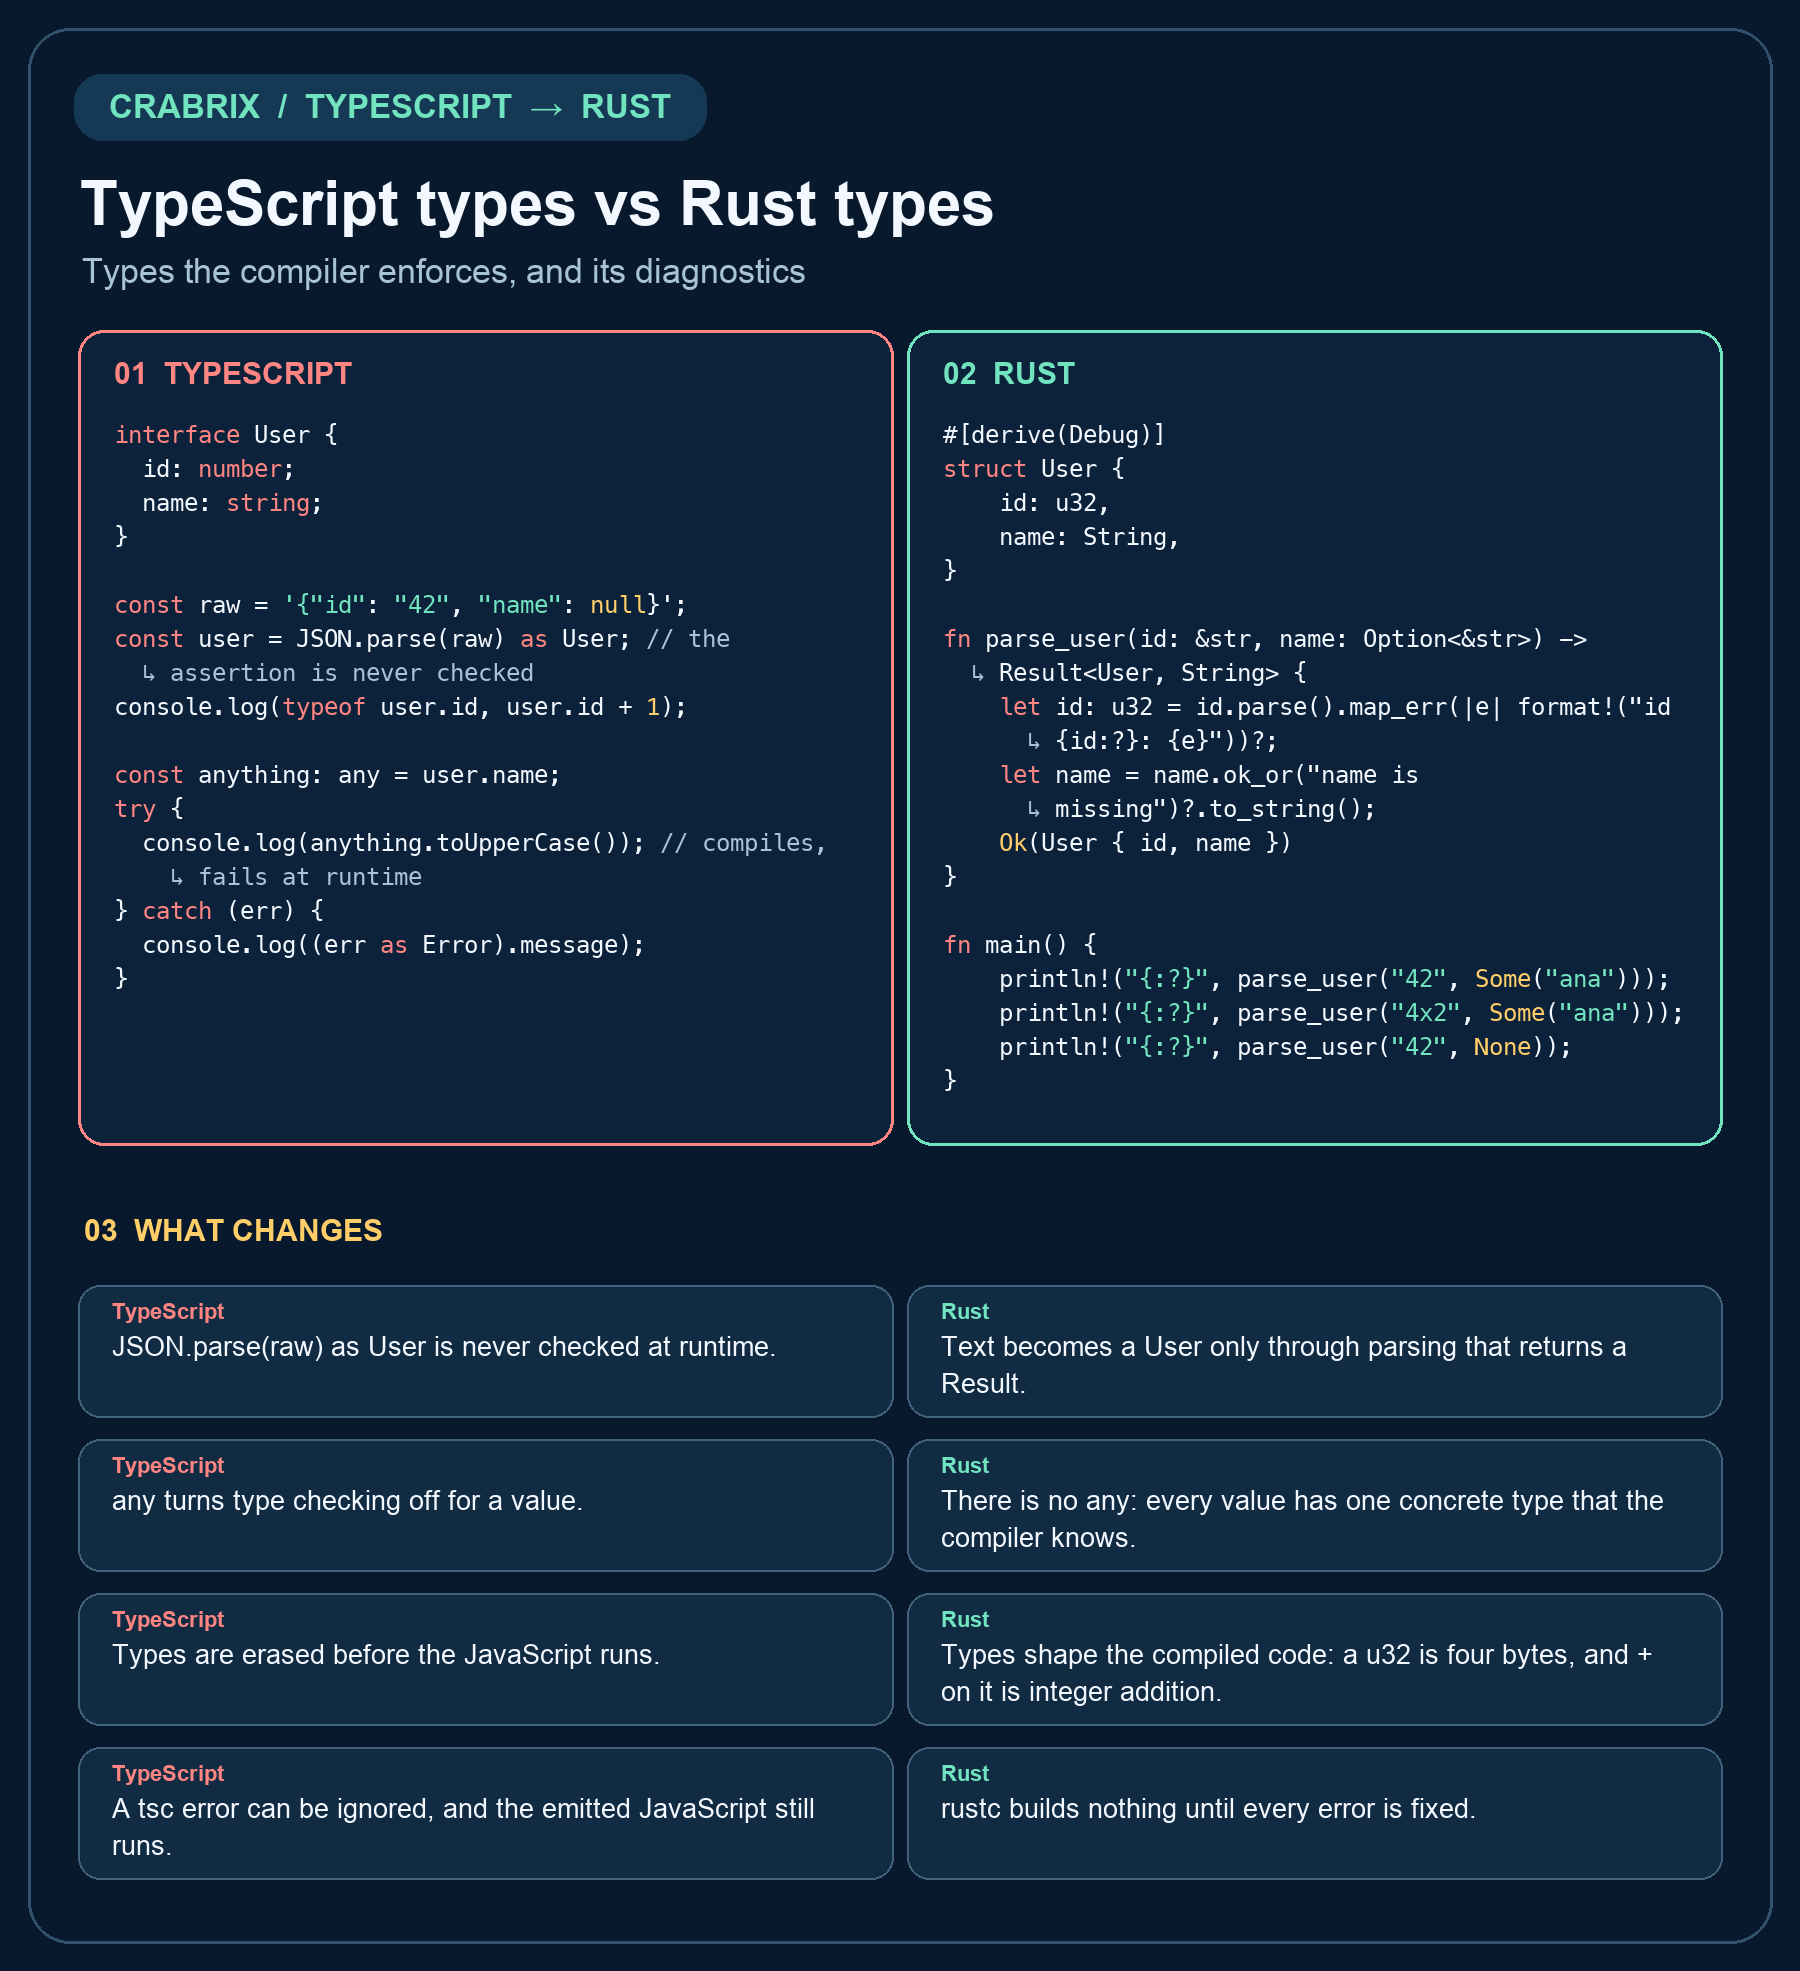 CRABRIX / TYPESCRIPT → RUST
TypeScript types vs Rust types
Types the compiler enforces, and its diagnostics
01 TYPESCRIPT
interface User {
  id: number;
  name: string;
}
const raw = '{"id": "42", "name": null}';
const user = JSON.parse(raw) as User; // the
  ↳ assertion is never checked
console.log(typeof user.id, user.id + 1);
const anything: any = user.name;
try {
  console.log(anything.toUpperCase()); // compiles,
    ↳ fails at runtime
} catch (err) {
  console.log((err as Error).message);
}
02 RUST
#[derive(Debug)]
struct User {
    id: u32,
    name: String,
}
fn parse_user(id: &str, name: Option<&str>) ->
  ↳ Result<User, String> {
    let id: u32 = id.parse().map_err(|e| format!("id
      ↳ {id:?}: {e}"))?;
    let name = name.ok_or("name is
      ↳ missing")?.to_string();
    Ok(User { id, name })
}
fn main() {
    println!("{:?}", parse_user("42", Some("ana")));
    println!("{:?}", parse_user("4x2", Some("ana")));
    println!("{:?}", parse_user("42", None));
}
03 WHAT CHANGES
TypeScript
JSON.parse(raw) as User is never checked at runtime.
Rust
Text becomes a User only through parsing that returns a
Result.
TypeScript
any turns type checking off for a value.
Rust
There is no any: every value has one concrete type that the
compiler knows.
TypeScript
Types are erased before the JavaScript runs.
Rust
Types shape the compiled code: a u32 is four bytes, and +
on it is integer addition.
TypeScript
A tsc error can be ignored, and the emitted JavaScript still
runs.
Rust
rustc builds nothing until every error is fixed.